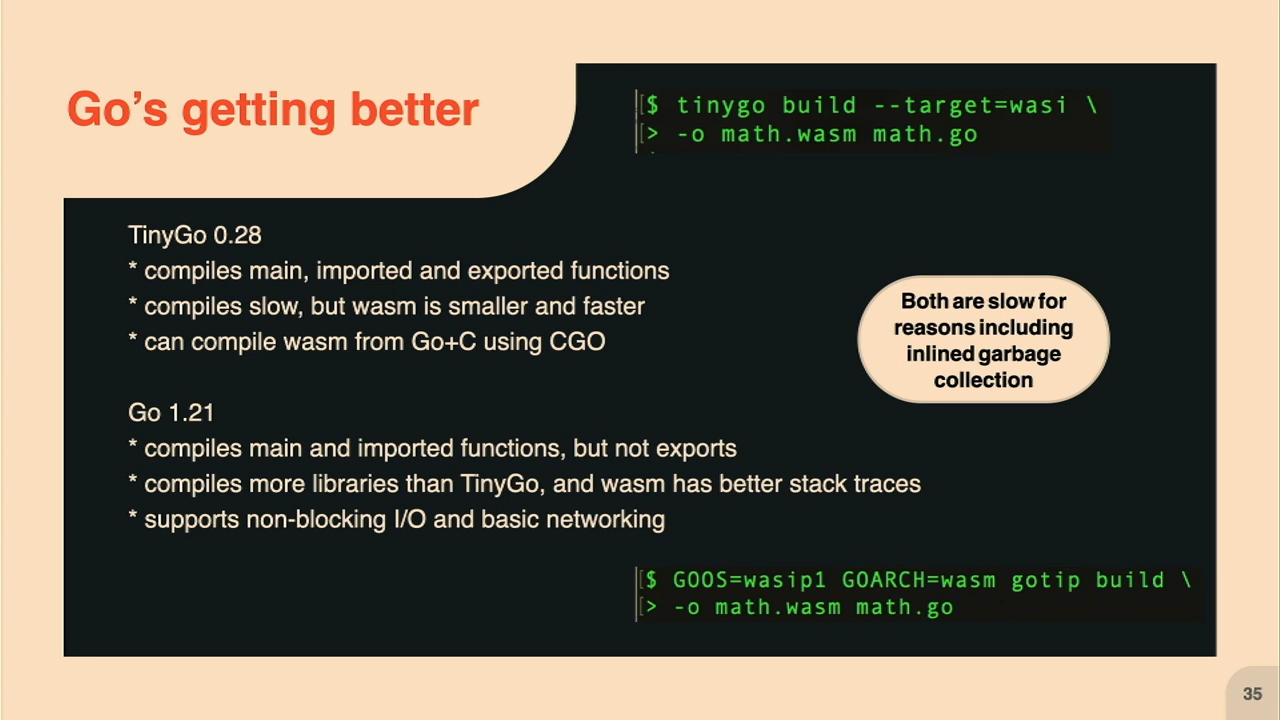 Go’s getting better
[$ tinygo build --target=wasi \
[> -o math.wasm math.go
TinyGo 0.28
* compiles main, imported and exported functions
* compiles slow, but wasm is smaller and faster
* can compile wasm from Go+C using CGO
Both are slow for
reasons including
inlined garbage
collection
Go 1.21
* compiles main and imported functions, but not exports
* compiles more libraries than TinyGo, and wasm has better stack traces
* supports non-blocking I/O and basic networking
[$ GOOS=wasip1 GOARCH=wasm gotip build \
[> -o math.wasm math.go
35